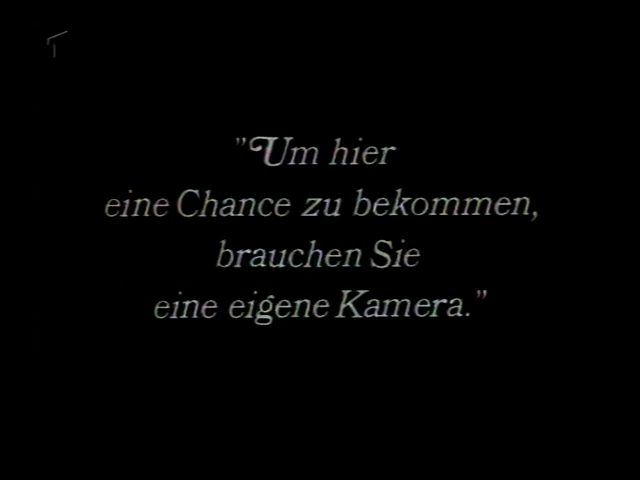 "Um hier
eine Chance zu bekommen,
brauchen Sie
eine eigene Kamera."